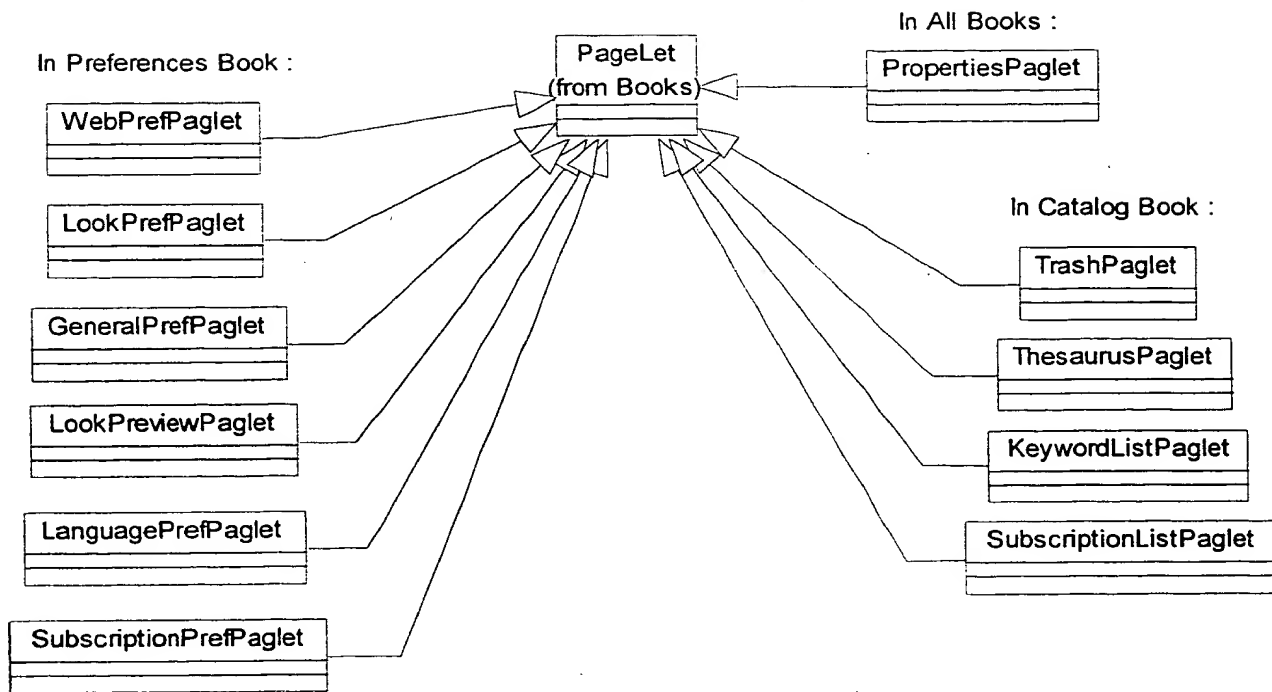 In Preferences Book :
WebPrefPaglet
LookPrefPaglet
GeneralPrefPaglet
LookPreviewPaglet
LanguagePrefPaglet
SubscriptionPrefPaglet
PageLet
(from Books)
In All Books :
PropertiesPaglet
In Catalog Book :
TrashPaglet
ThesaurusPaglet
KeywordListPaglet
SubscriptionListPaglet